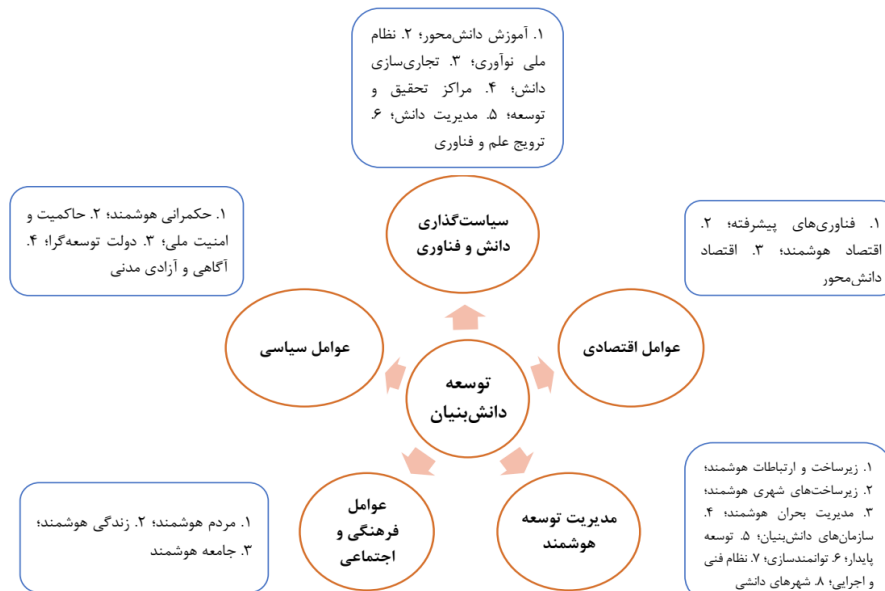 ۱. آموزش دانش‌محور؛ ۲. نظام
ملی نوآوری؛ ۳. تجاری‌سازی
دانش؛ ۴. مراکز تحقیق و
توسعه؛ ۵. مدیریت دانش؛ ۶.
ترویج علم و فناوری
سیاست‌گذاری
دانش و فناوری
۱. فناوری‌های پیشرفته؛ ۲.
اقتصاد هوشمند؛ ۳. اقتصاد
دانش‌محور
عوامل اقتصادی
۱. حکمرانی هوشمند؛ ۲. حاکمیت و
امنیت ملی؛ ۳. دولت توسعه‌گرا؛ ۴.
آگاهی و آزادی مدنی
عوامل سیاسی
توسعه
دانش‌بنیان
۱. زیرساخت و ارتباطات هوشمند؛
۲. زیرساخت‌های شهری هوشمند؛
۳. مدیریت بحران هوشمند؛ ۴.
سازمان‌های دانش‌بنیان؛ ۵. توسعه
پایدار؛ ۶. توانمندسازی؛ ۷. نظام فنی
و اجرایی؛ ۸. شهرهای دانشی
مدیریت توسعه
هوشمند
عوامل
فرهنگی و
اجتماعی
۱. مردم هوشمند؛ ۲. زندگی هوشمند؛
۳. جامعه هوشمند